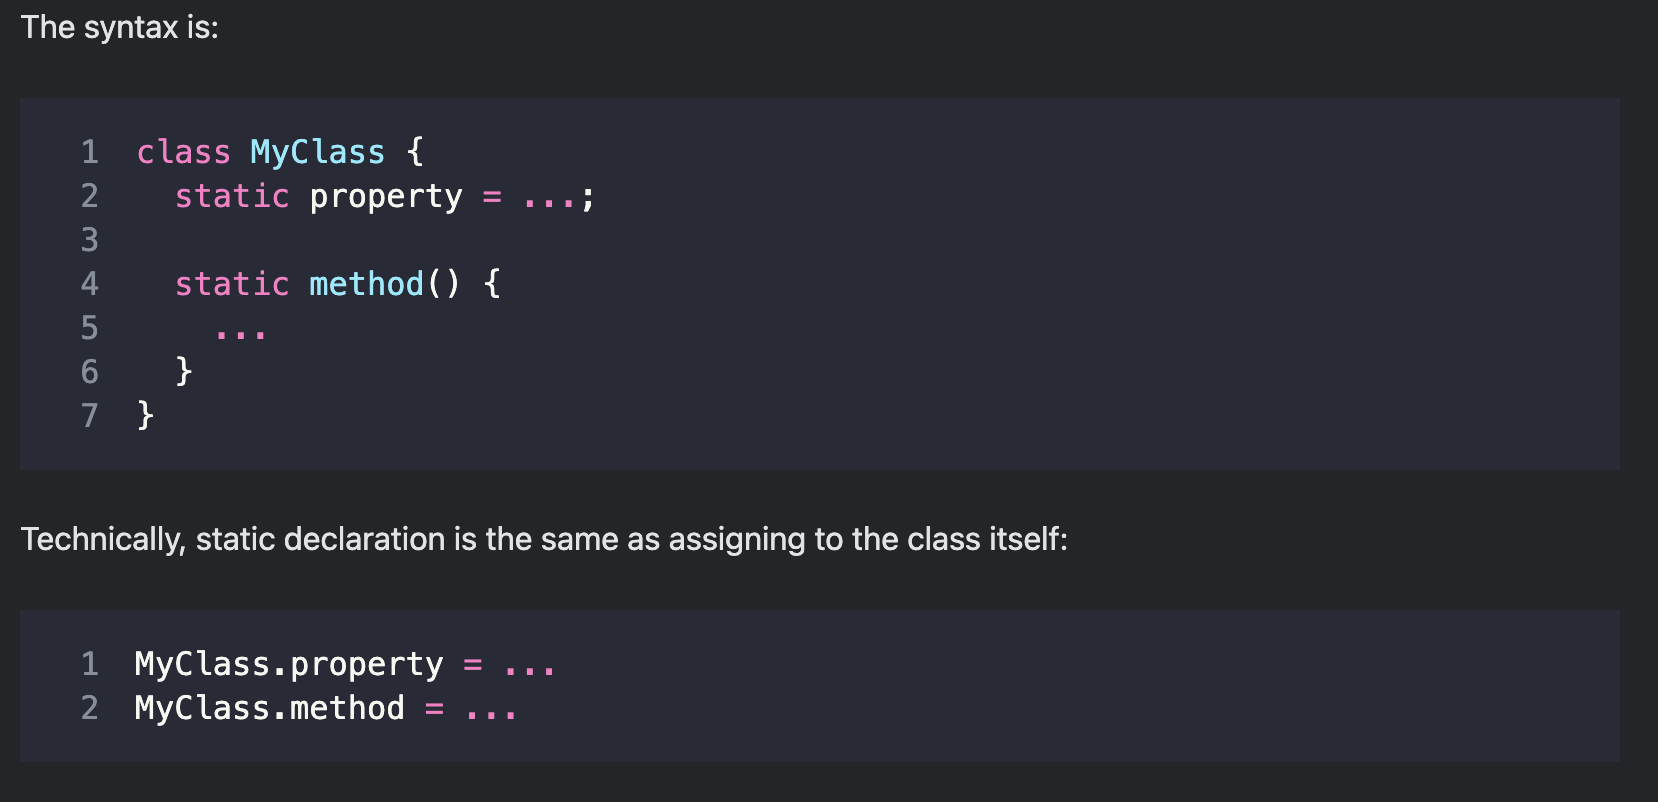 The syntax is:
1 class MyClass {
2   static property = ...;
3
4   static method() {
5     ...
6   }
7 }
Technically, static declaration is the same as assigning to the class itself:
1 MyClass.property = ...
2 MyClass.method = ...